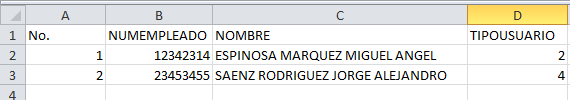 A B C D
1 No. NUMEMPLEADO NOMBRE TIPOUSUARIO
2 1 12342314 ESPINOSA MARQUEZ MIGUEL ANGEL 2
3 2 23453455 SAENZ RODRIGUEZ JORGE ALEJANDRO 4
4